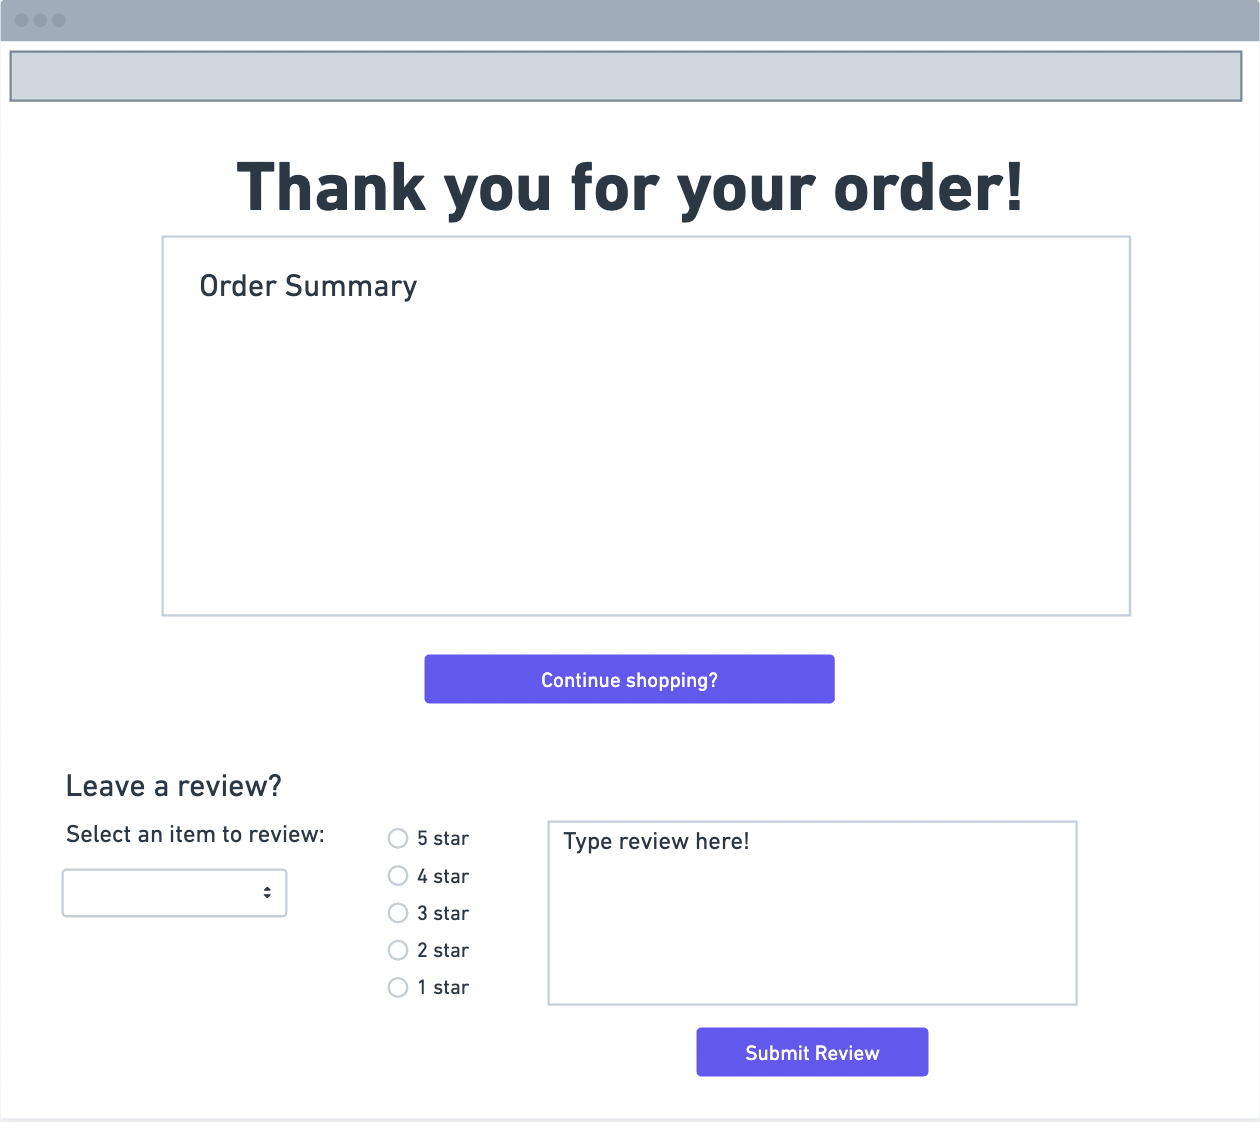 Thank you for your order!
Order Summary
Continue shopping?
Leave a review?
Select an item to review:
5 star
4 star
3 star
2 star
1 star
Type review here!
Submit Review